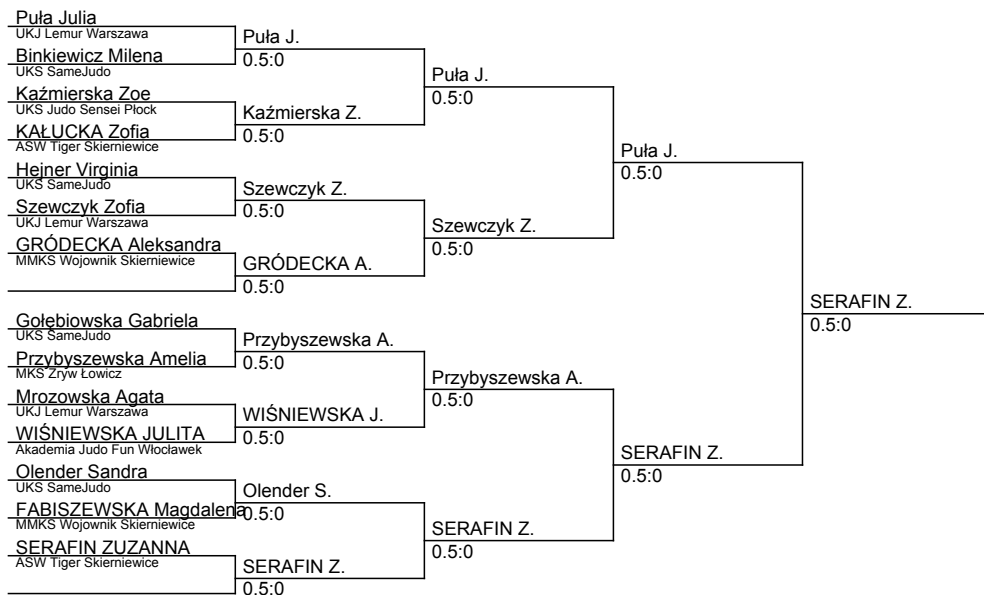 Puła Julia
UKJ Lemur Warszawa
Binkiewicz Milena
UKS SameJudo
Kaźmierska Zoe
UKS Judo Sensei Płock
KAŁUCKA Zofia
ASW Tiger Skierniewice
Hejner Virginia
UKS SameJudo
Szewczyk Zofia
UKJ Lemur Warszawa
GRÓDECKA Aleksandra
MMKS Wojownik Skierniewice
Gołębiowska Gabriela
UKS SameJudo
Przybyszewska Amelia
MKS Zryw Łowicz
Mrozowska Agata
UKJ Lemur Warszawa
WIŚNIEWSKA JULITA
Akademia Judo Fun Włocławek
Olender Sandra
UKS SameJudo
FABISZEWSKA Magdalena
MMKS Wojownik Skierniewice
SERAFIN ZUZANNA
ASW Tiger Skierniewice
Puła J.
0.5:0
Kaźmierska Z.
0.5:0
Szewczyk Z.
0.5:0
GRÓDECKA A.
0.5:0
Przybyszewska A.
0.5:0
WIŚNIEWSKA J.
0.5:0
Olender S.
0.5:0
SERAFIN Z.
0.5:0
Puła J.
0.5:0
Szewczyk Z.
0.5:0
Przybyszewska A.
0.5:0
SERAFIN Z.
0.5:0
Puła J.
0.5:0
SERAFIN Z.
0.5:0
SERAFIN Z.
0.5:0